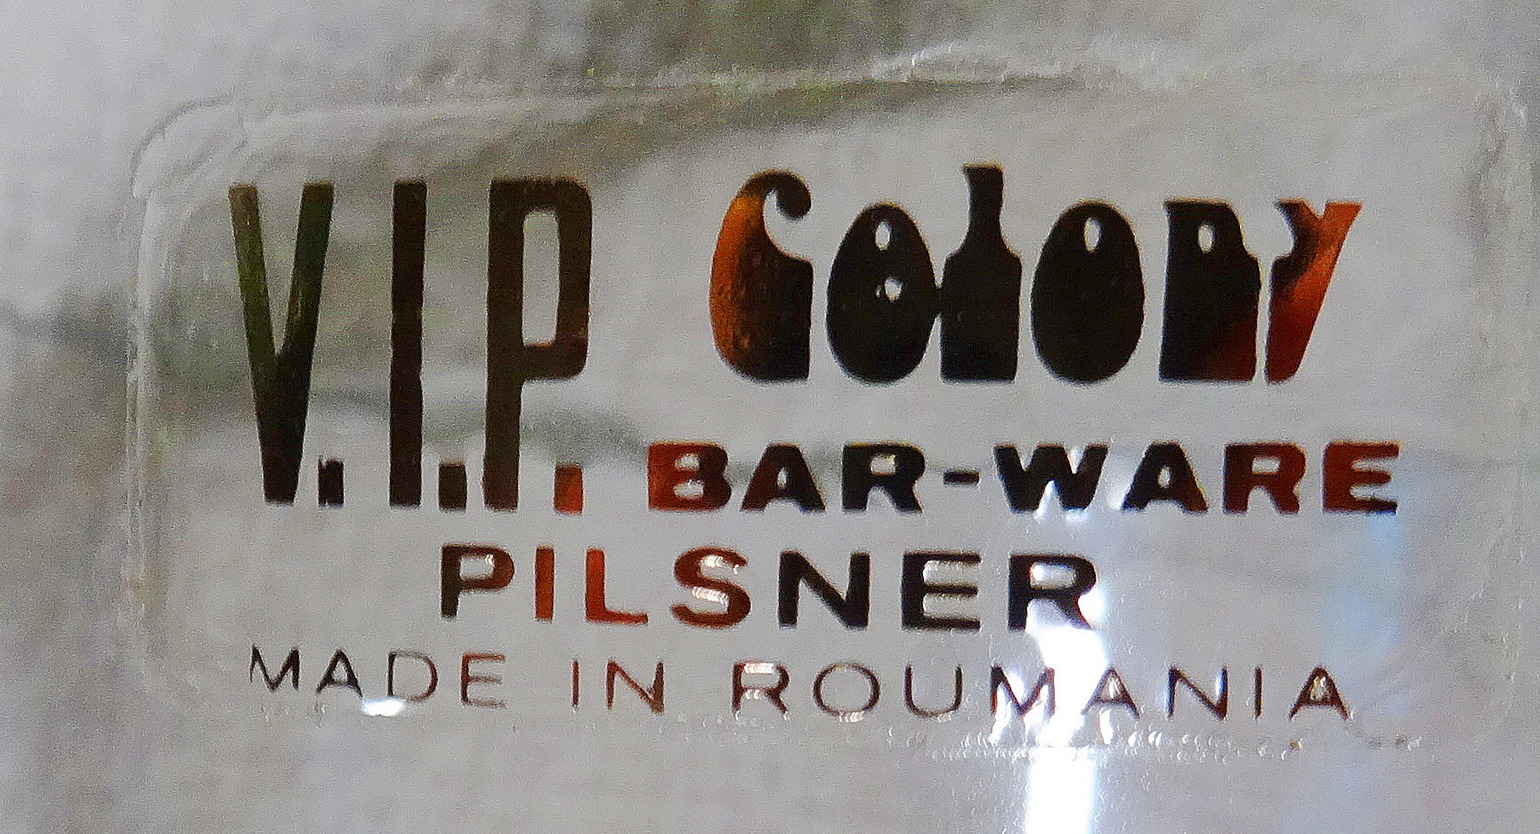 V.I.P. Colony
BAR-WARE
PILSNER
MADE IN ROUMANIA